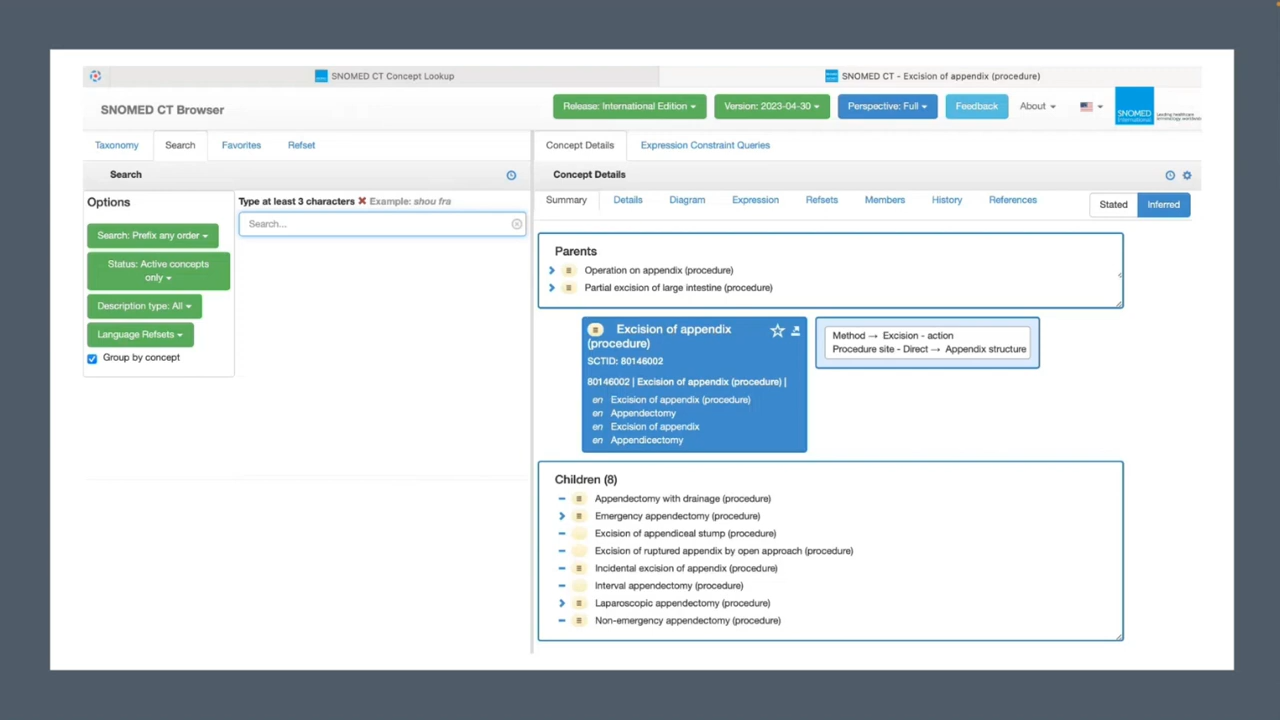 SNOMED CT Concept Lookup
SNOMED CT - Excision of appendix (procedure)
SNOMED CT Browser
Release: International Edition
Version: 2023-04-30
Perspective: Full
Feedback
About
SNOMED
International
Leading healthcare
terminology, worldwide
Taxonomy
Search
Favorites
Refset
Concept Details
Expression Constraint Queries
Search
Concept Details
Options
Search: Prefix any order
Status: Active concepts
only
Description type: All
Language Refsets
Group by concept
Type at least 3 characters ✘ Example: shou fra
Search...
Summary
Details
Diagram
Expression
Refsets
Members
History
References
Stated
Inferred
Parents
Operation on appendix (procedure)
Partial excision of large intestine (procedure)
Excision of appendix
(procedure)
SCTID: 80146002
80146002 | Excision of appendix (procedure) |
en Excision of appendix (procedure)
en Appendectomy
en Excision of appendix
en Appendicectomy
Method → Excision - action
Procedure site - Direct → Appendix structure
Children (8)
Appendectomy with drainage (procedure)
Emergency appendectomy (procedure)
Excision of appendiceal stump (procedure)
Excision of ruptured appendix by open approach (procedure)
Incidental excision of appendix (procedure)
Interval appendectomy (procedure)
Laparoscopic appendectomy (procedure)
Non-emergency appendectomy (procedure)